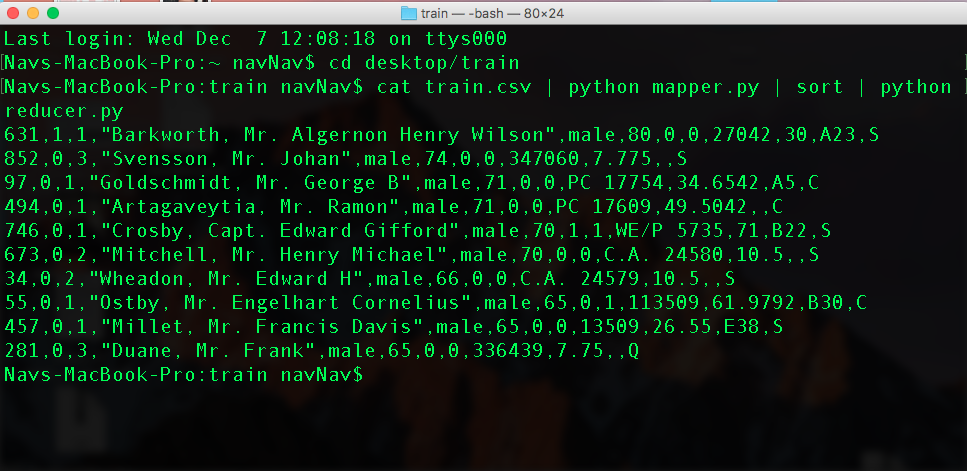 train — -bash — 80×24
Last login: Wed Dec  7 12:08:18 on ttys000
[Navs-MacBook-Pro:~ navNav$ cd desktop/train ]
[Navs-MacBook-Pro:train navNav$ cat train.csv | python mapper.py | sort | python ]
reducer.py
631,1,1,"Barkworth, Mr. Algernon Henry Wilson",male,80,0,0,27042,30,A23,S
852,0,3,"Svensson, Mr. Johan",male,74,0,0,347060,7.775,,S
97,0,1,"Goldschmidt, Mr. George B",male,71,0,0,PC 17754,34.6542,A5,C
494,0,1,"Artagaveytia, Mr. Ramon",male,71,0,0,PC 17609,49.5042,,C
746,0,1,"Crosby, Capt. Edward Gifford",male,70,1,1,WE/P 5735,71,B22,S
673,0,2,"Mitchell, Mr. Henry Michael",male,70,0,0,C.A. 24580,10.5,,S
34,0,2,"Wheadon, Mr. Edward H",male,66,0,0,C.A. 24579,10.5,,S
55,0,1,"Ostby, Mr. Engelhart Cornelius",male,65,0,1,113509,61.9792,B30,C
457,0,1,"Millet, Mr. Francis Davis",male,65,0,0,13509,26.55,E38,S
281,0,3,"Duane, Mr. Frank",male,65,0,0,336439,7.75,,Q
Navs-MacBook-Pro:train navNav$